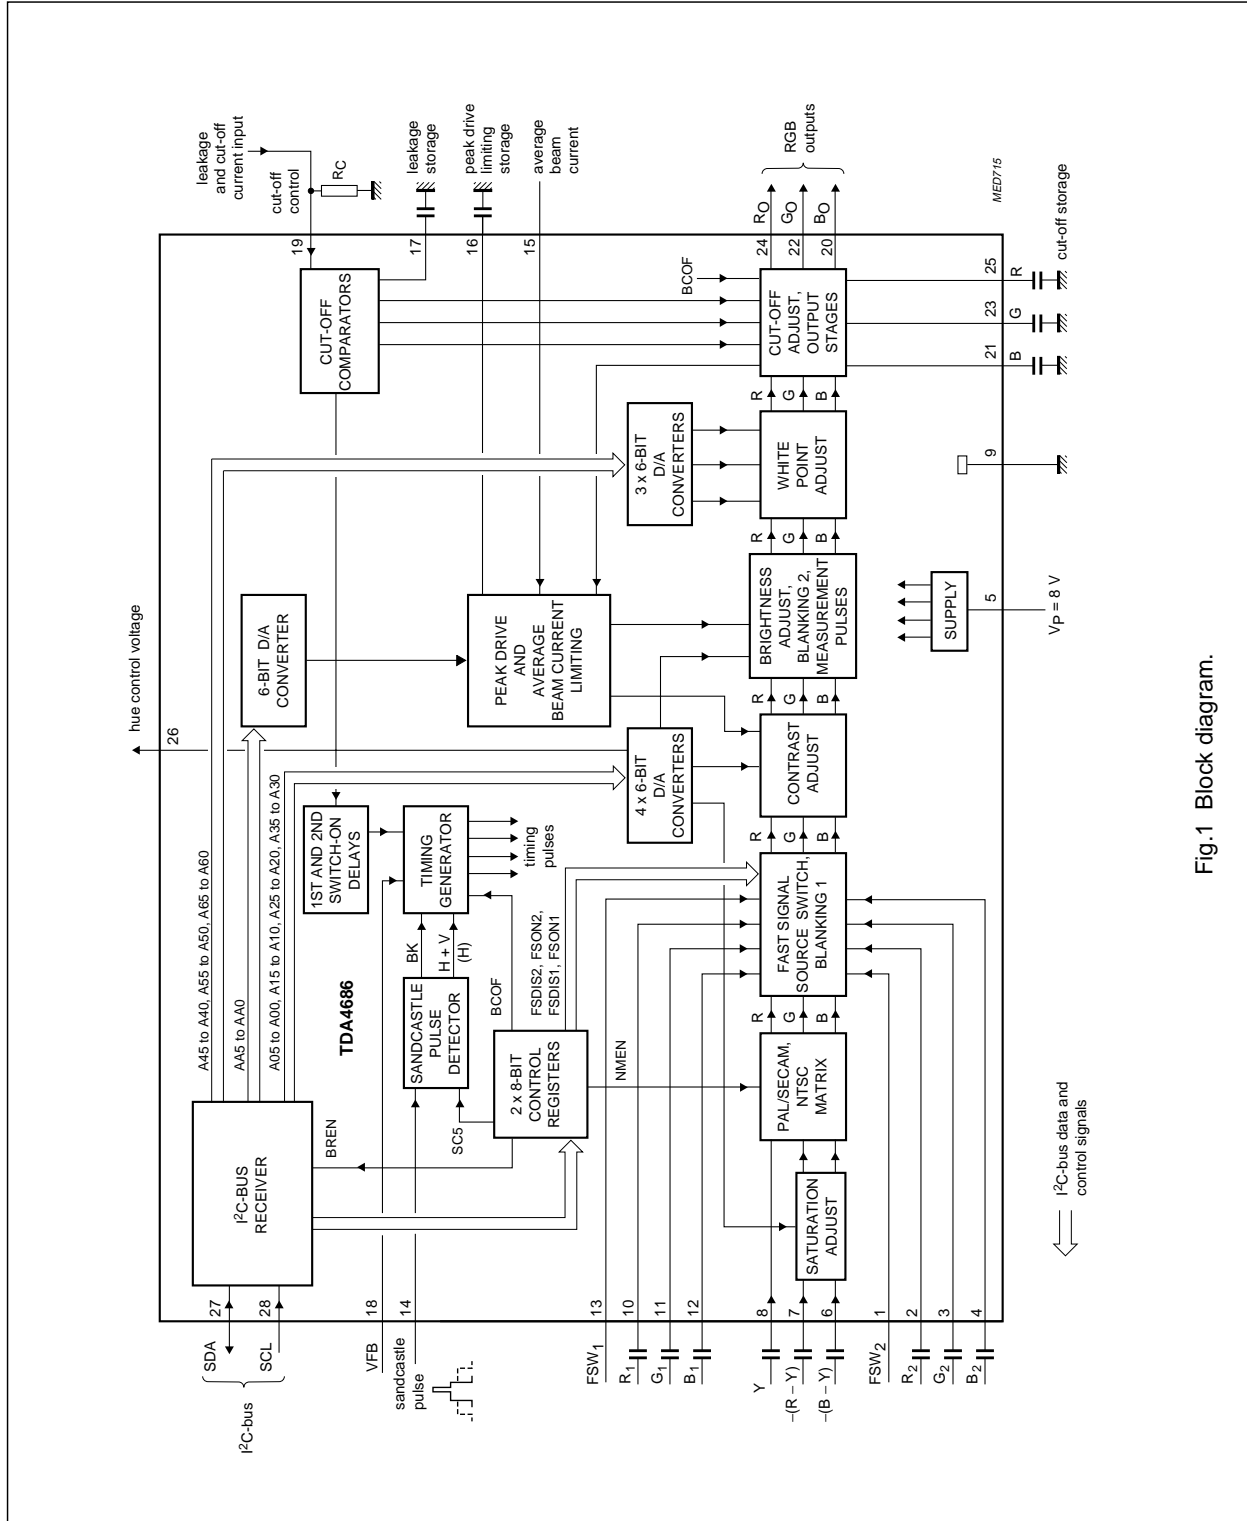 I²C-bus
SDA
SCL
27
28
I²C-BUS
RECEIVER
A45 to A40, A55 to A50, A65 to A60
AA5 to AA0
A05 to A00, A15 to A10, A25 to A20, A35 to A30
BREN
TDA4686
hue control voltage
26
6-BIT D/A
CONVERTER
1ST AND 2ND
SWITCH-ON
DELAYS
CUT-OFF
COMPARATORS
19
leakage
and cut-off
current input
cut-off
control
RC
17
leakage
storage
16
peak drive
limiting
storage
15
average
beam
current
VFB
18
sandcastle
pulse
14
SANDCASTLE
PULSE
DETECTOR
BK
H + V
(H)
TIMING
GENERATOR
timing
pulses
SC5
BCOF
2 x 8-BIT
CONTROL
REGISTERS
FSDIS2, FSON2,
FSDIS1, FSON1
NMEN
PEAK DRIVE
AND
AVERAGE
BEAM CURRENT
LIMITING
4 x 6-BIT
D/A
CONVERTERS
3 x 6-BIT
D/A
CONVERTERS
BCOF
FSW1
13
R1
10
G1
11
B1
12
Y
8
–(R – Y)
7
–(B – Y)
6
FSW2
1
R2
2
G2
3
B2
4
SATURATION
ADJUST
PAL/SECAM,
NTSC
MATRIX
R
G
B
FAST SIGNAL
SOURCE SWITCH,
BLANKING 1
R
G
B
CONTRAST
ADJUST
R
G
B
BRIGHTNESS
ADJUST,
BLANKING 2,
MEASUREMENT
PULSES
R
G
B
WHITE
POINT
ADJUST
R
G
B
CUT-OFF
ADJUST,
OUTPUT
STAGES
24
RO
22
GO
20
BO
RGB
outputs
SUPPLY
5
VP = 8 V
9
21
B
23
G
25
R
cut-off storage
MED715
I²C-bus data and
control signals
Fig.1 Block diagram.